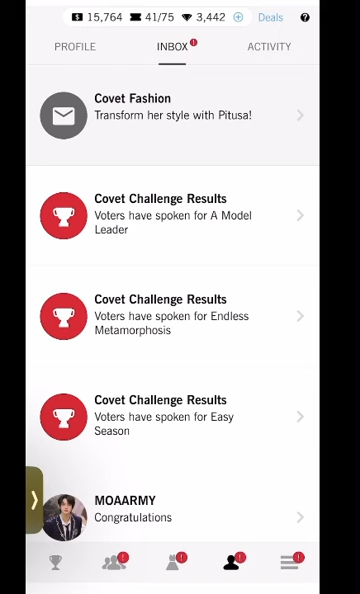 $ 15,764 41/75 3,442 + Deals ?
PROFILE INBOX ! ACTIVITY
Covet Fashion
Transform her style with Pitusa!
Covet Challenge Results
Voters have spoken for A Model
Leader
Covet Challenge Results
Voters have spoken for Endless
Metamorphosis
Covet Challenge Results
Voters have spoken for Easy
Season
MOAARMY
Congratulations
! ! ! !